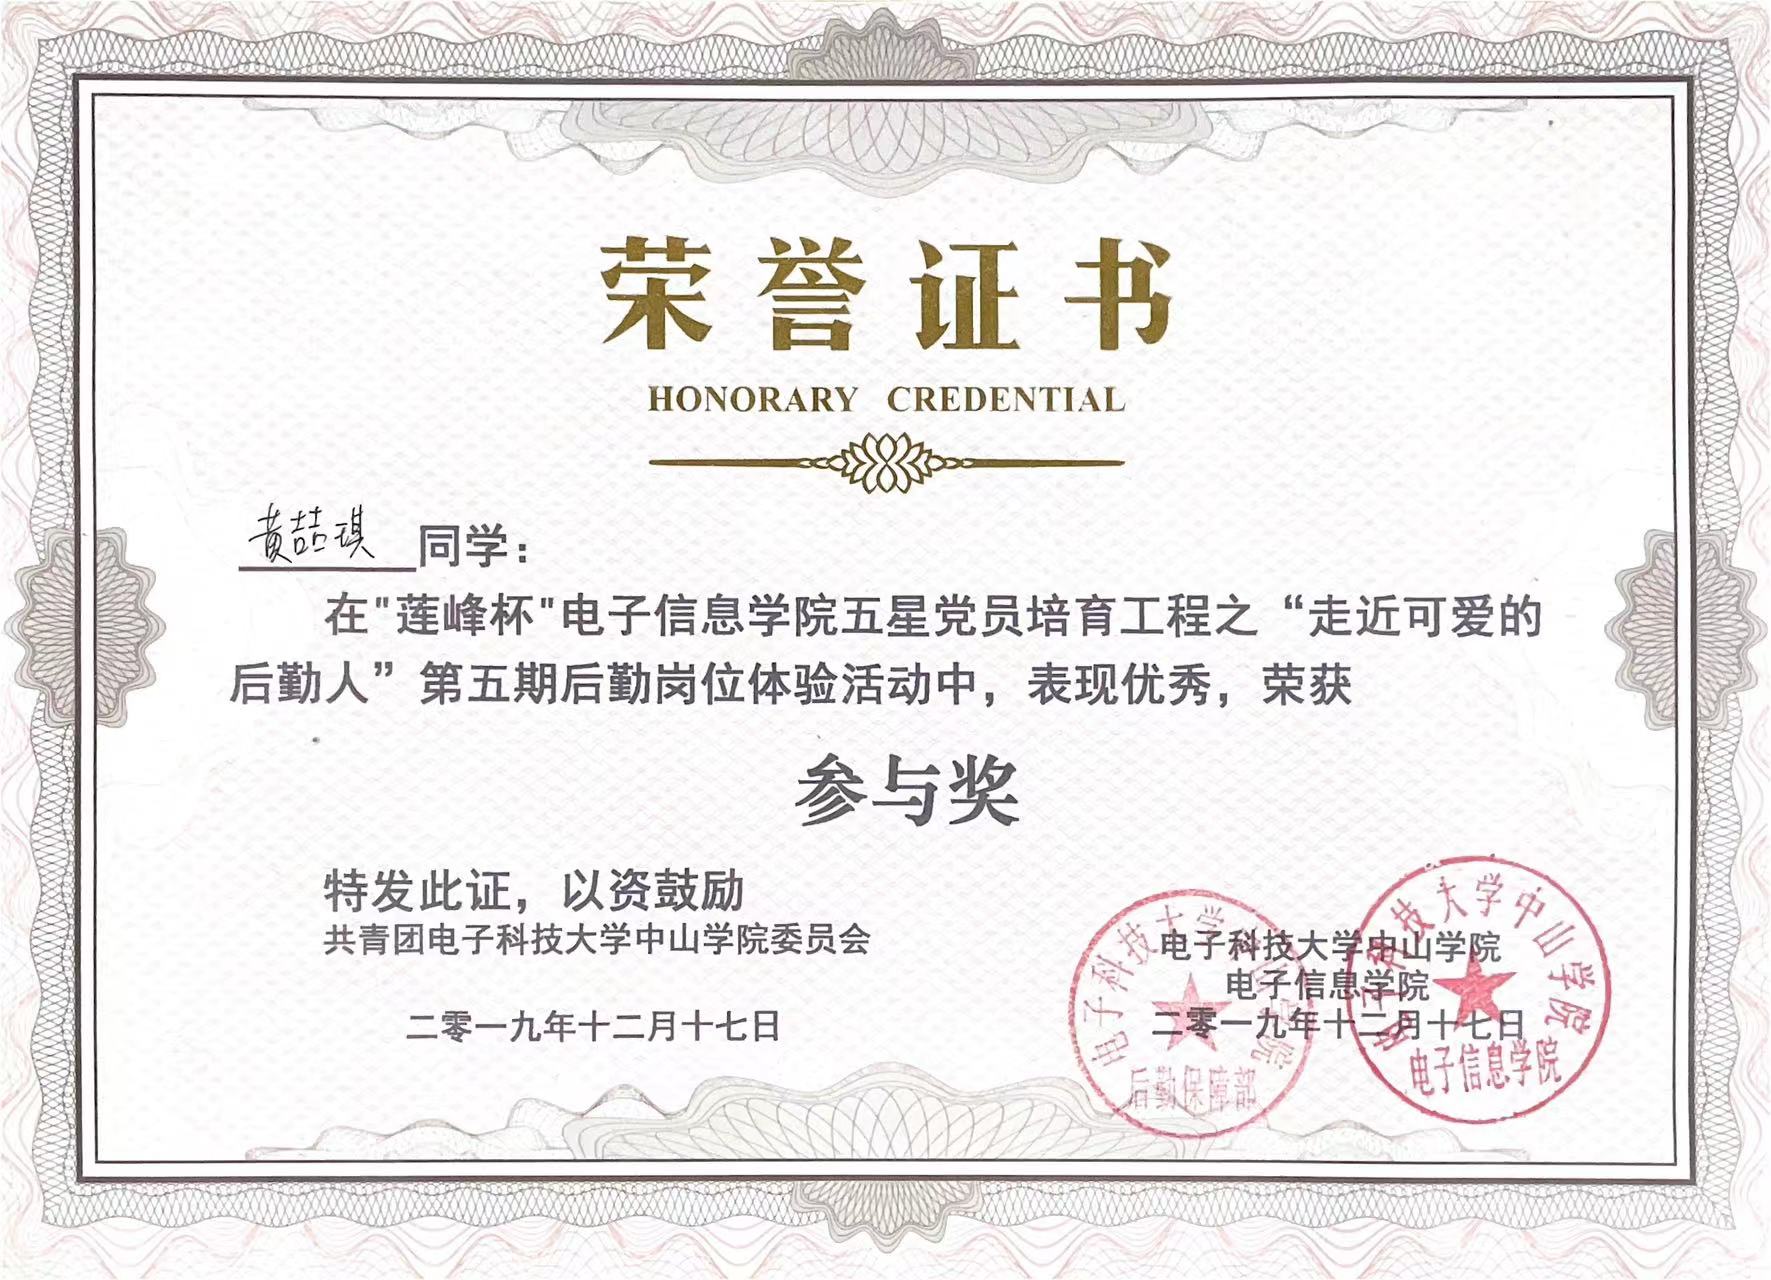 荣誉证书
HONORARY CREDENTIAL
黄喆琪 同学：
在"莲峰杯"电子信息学院五星党员培育工程之“走近可爱的
后勤人”第五期后勤岗位体验活动中，表现优秀，荣获
参与奖
特发此证，以资鼓励
共青团电子科技大学中山学院委员会
二零一九年十二月十七日
电子科技大学中山学院
电子信息学院
二零一九年十二月十七日
电子科技大学中山学院
后勤保障部
电子科技大学中山学院
电子信息学院